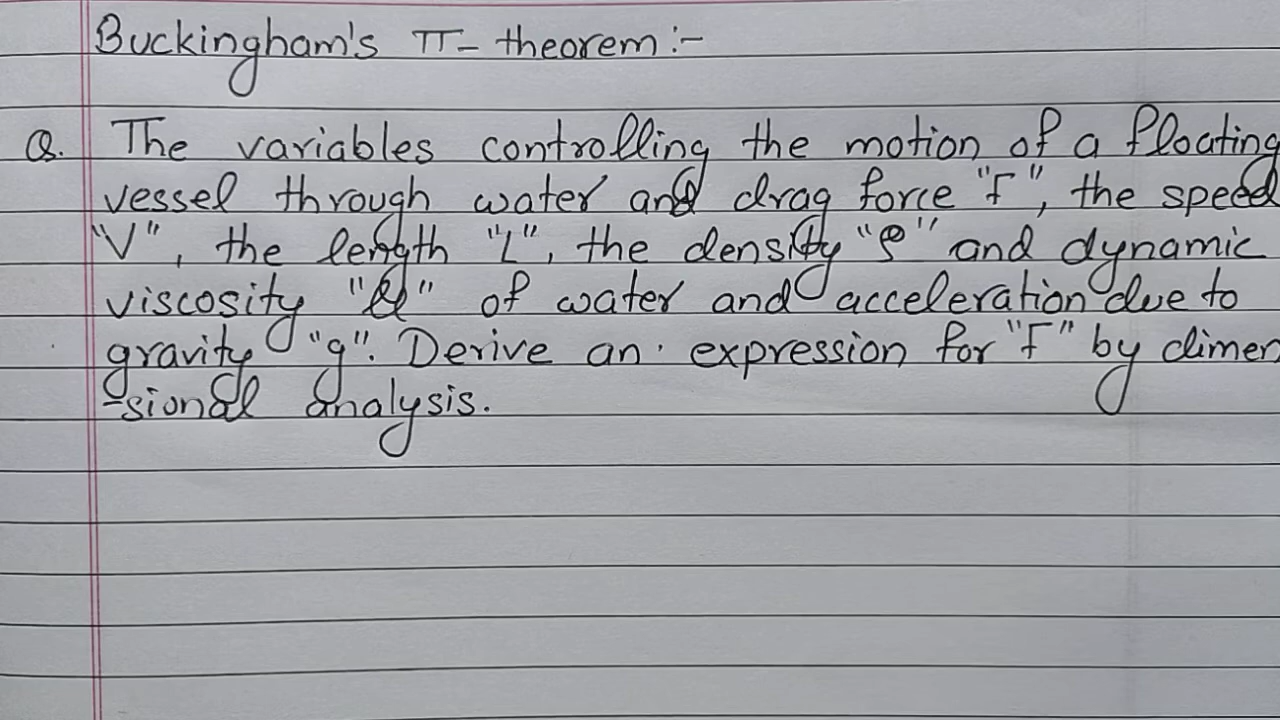 Buckingham's π- theorem:-
Q. The variables controlling the motion of a floating
vessel through water and drag force "F", the speed
"V", the length "L", the density "ρ" and dynamic
viscosity "μ" of water and acceleration due to
gravity "g". Derive an expression for "F" by dimen
-sional analysis.